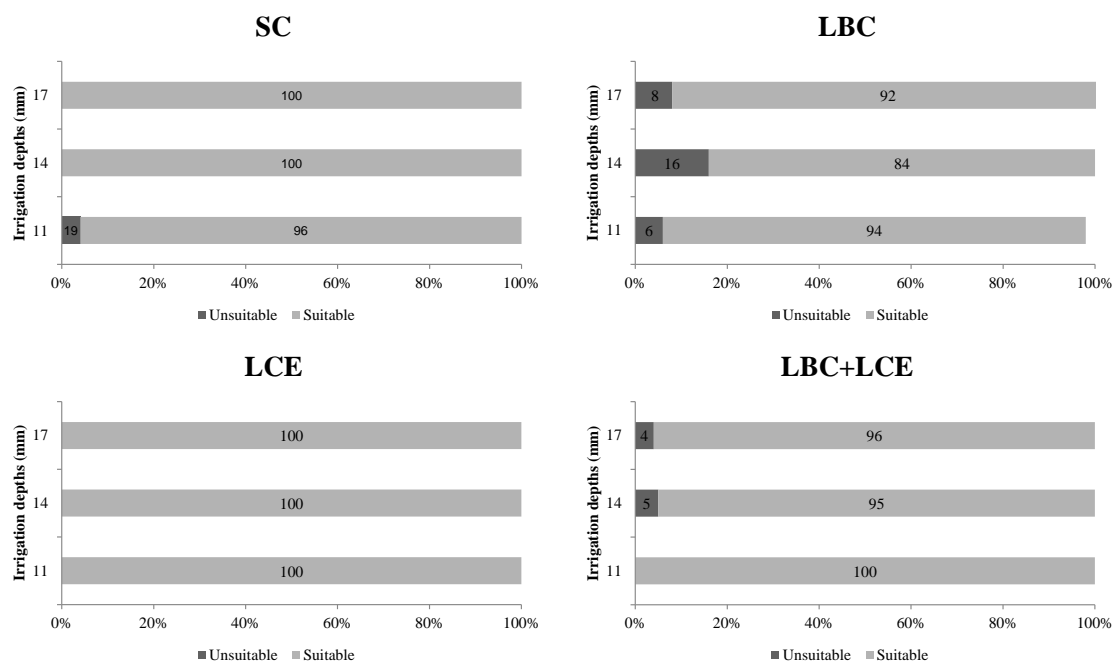 SC
Irrigation depths (mm)
17
100
14
100
11
19 96
0% 20% 40% 60% 80% 100%
Unsuitable Suitable
LBC
Irrigation depths (mm)
17
8 92
14
16 84
11
6 94
0% 20% 40% 60% 80% 100%
Unsuitable Suitable
LCE
Irrigation depths (mm)
17
100
14
100
11
100
0% 20% 40% 60% 80% 100%
Unsuitable Suitable
LBC+LCE
Irrigation depths (mm)
17
4 96
14
5 95
11
100
0% 20% 40% 60% 80% 100%
Unsuitable Suitable